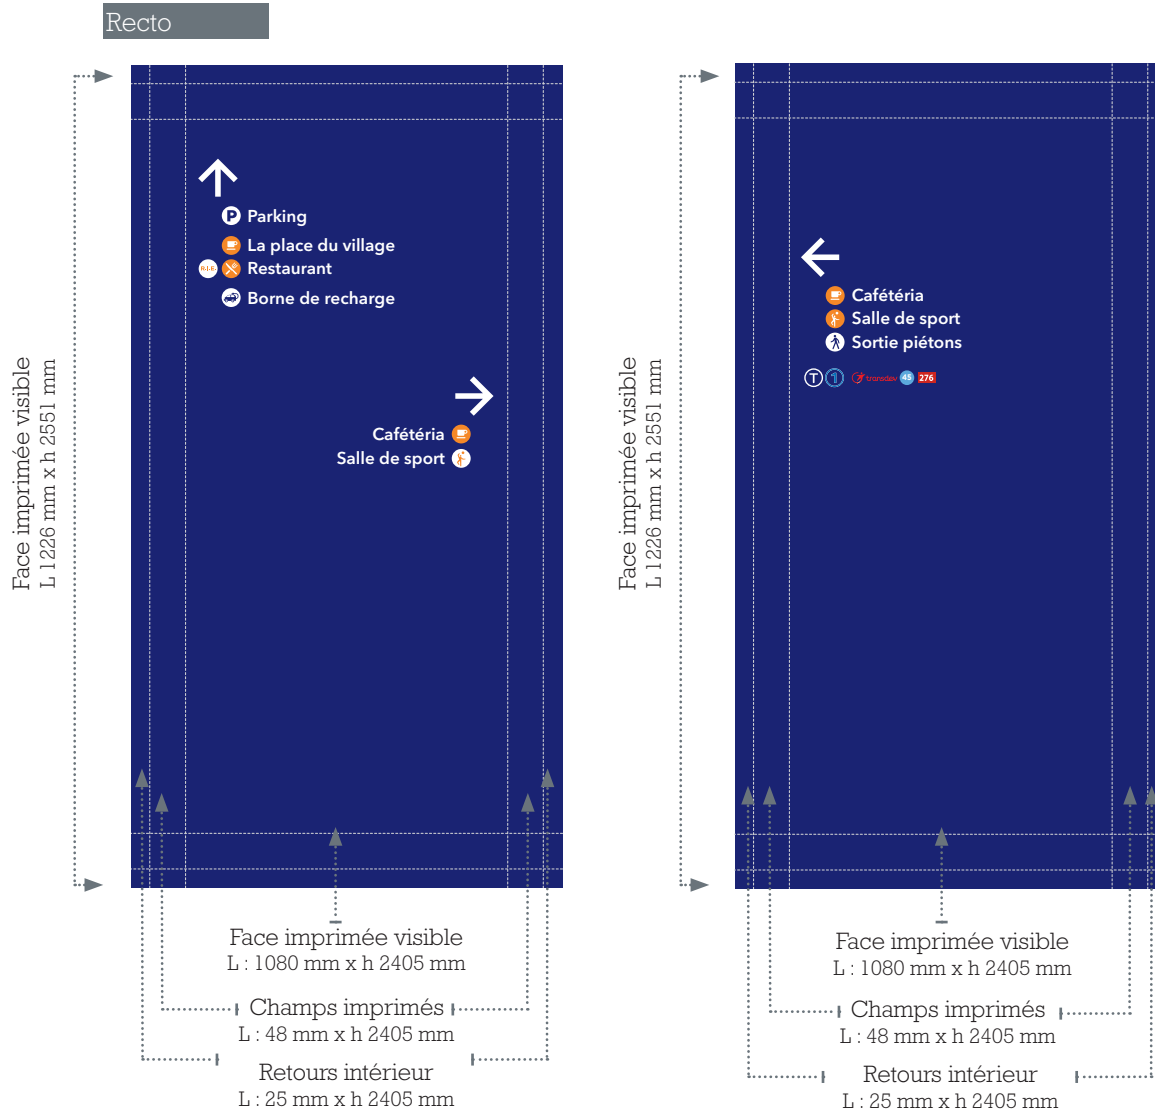 Recto
Face imprimée visible
L 1226 mm x h 2551 mm
P Parking
La place du village
R.I.E. Restaurant
Borne de recharge
Cafétéria
Salle de sport
Face imprimée visible
L : 1080 mm x h 2405 mm
Champs imprimés
L : 48 mm x h 2405 mm
Retours intérieur
L : 25 mm x h 2405 mm
Face imprimée visible
L 1226 mm x h 2551 mm
Cafétéria
Salle de sport
Sortie piétons
T 1 transdev 45 276
Face imprimée visible
L : 1080 mm x h 2405 mm
Champs imprimés
L : 48 mm x h 2405 mm
Retours intérieur
L : 25 mm x h 2405 mm